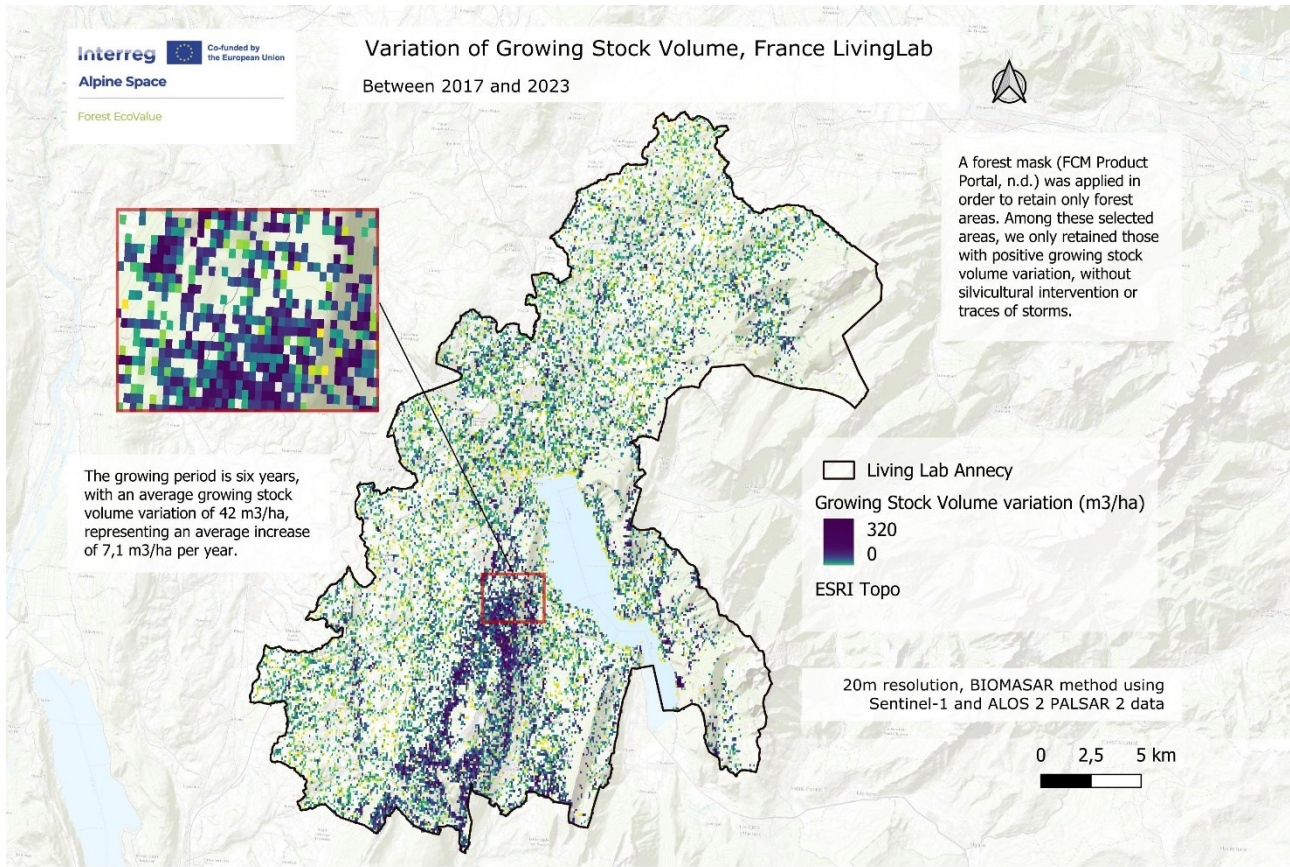 Interreg
Co-funded by
the European Union
Alpine Space
Forest EcoValue
Variation of Growing Stock Volume, France LivingLab
Between 2017 and 2023
A forest mask (FCM Product
Portal, n.d.) was applied in
order to retain only forest
areas. Among these selected
areas, we only retained those
with positive growing stock
volume variation, without
silvicultural intervention or
traces of storms.
The growing period is six years,
with an average growing stock
volume variation of 42 m3/ha,
representing an average increase
of 7,1 m3/ha per year.
Living Lab Annecy
Growing Stock Volume variation (m3/ha)
320
0
ESRI Topo
20m resolution, BIOMASAR method using
Sentinel-1 and ALOS 2 PALSAR 2 data
0 2,5 5 km